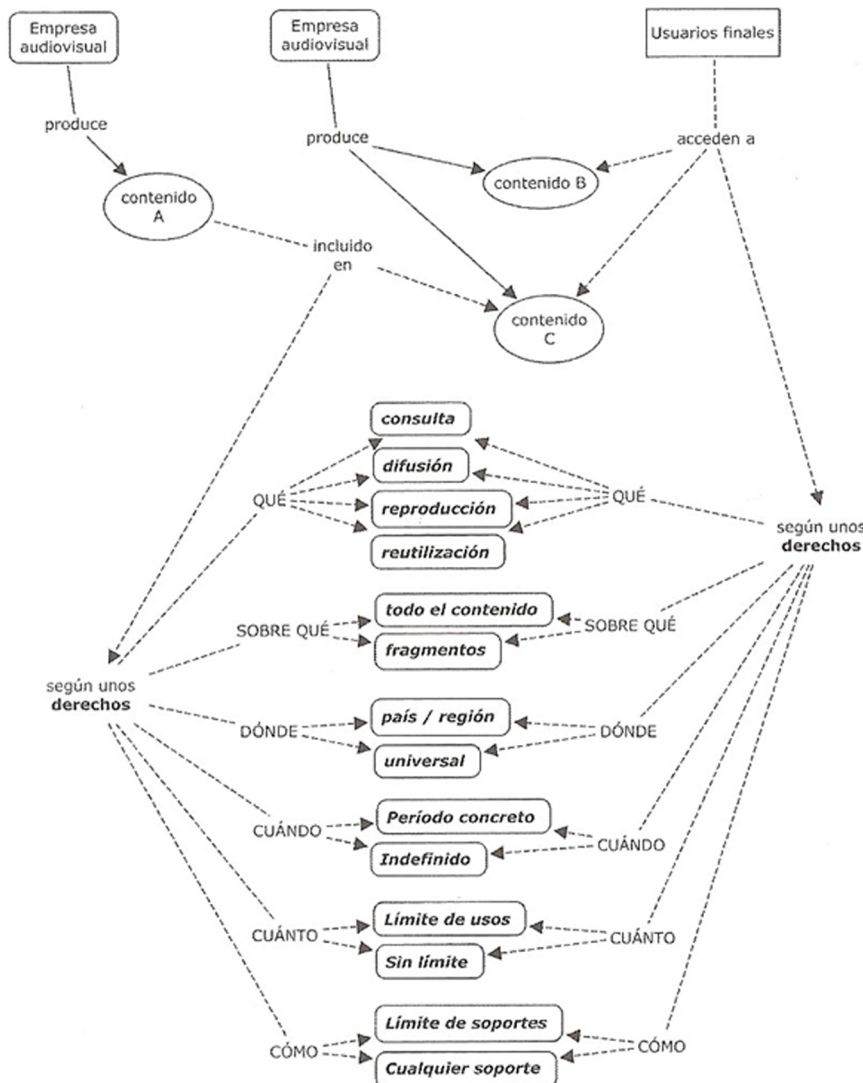 Empresa
audiovisual
Empresa
audiovisual
Usuarios finales
produce
produce
acceden a
contenido
A
contenido B
incluido
en
contenido
C
consulta
difusión
QUÉ
reproducción
QUÉ
reutilización
según unos
derechos
todo el contenido
SOBRE QUÉ
fragmentos
SOBRE QUÉ
según unos
derechos
país / región
DÓNDE
universal
DÓNDE
Período concreto
CUÁNDO
Indefinido
CUÁNDO
Límite de usos
CUÁNTO
Sin límite
CUÁNTO
Límite de soportes
CÓMO
Cualquier soporte
CÓMO